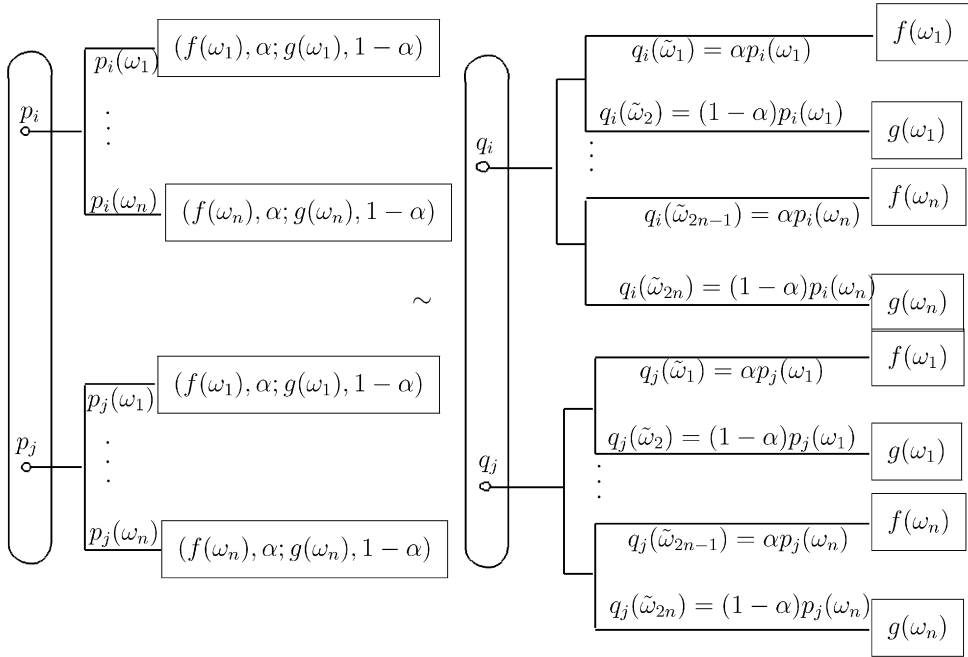 p_i
p_i(ω_1)
(f(ω_1), α; g(ω_1), 1 − α)
⋮
p_i(ω_n)
(f(ω_n), α; g(ω_n), 1 − α)
p_j
p_j(ω_1)
(f(ω_1), α; g(ω_1), 1 − α)
⋮
p_j(ω_n)
(f(ω_n), α; g(ω_n), 1 − α)
∼
q_i
q_i(ω̃_1) = αp_i(ω_1)
f(ω_1)
q_i(ω̃_2) = (1 − α)p_i(ω_1)
g(ω_1)
⋮
q_i(ω̃_{2n−1}) = αp_i(ω_n)
f(ω_n)
q_i(ω̃_{2n}) = (1 − α)p_i(ω_n)
g(ω_n)
q_j
q_j(ω̃_1) = αp_j(ω_1)
f(ω_1)
q_j(ω̃_2) = (1 − α)p_j(ω_1)
g(ω_1)
⋮
q_j(ω̃_{2n−1}) = αp_j(ω_n)
f(ω_n)
q_j(ω̃_{2n}) = (1 − α)p_j(ω_n)
g(ω_n)